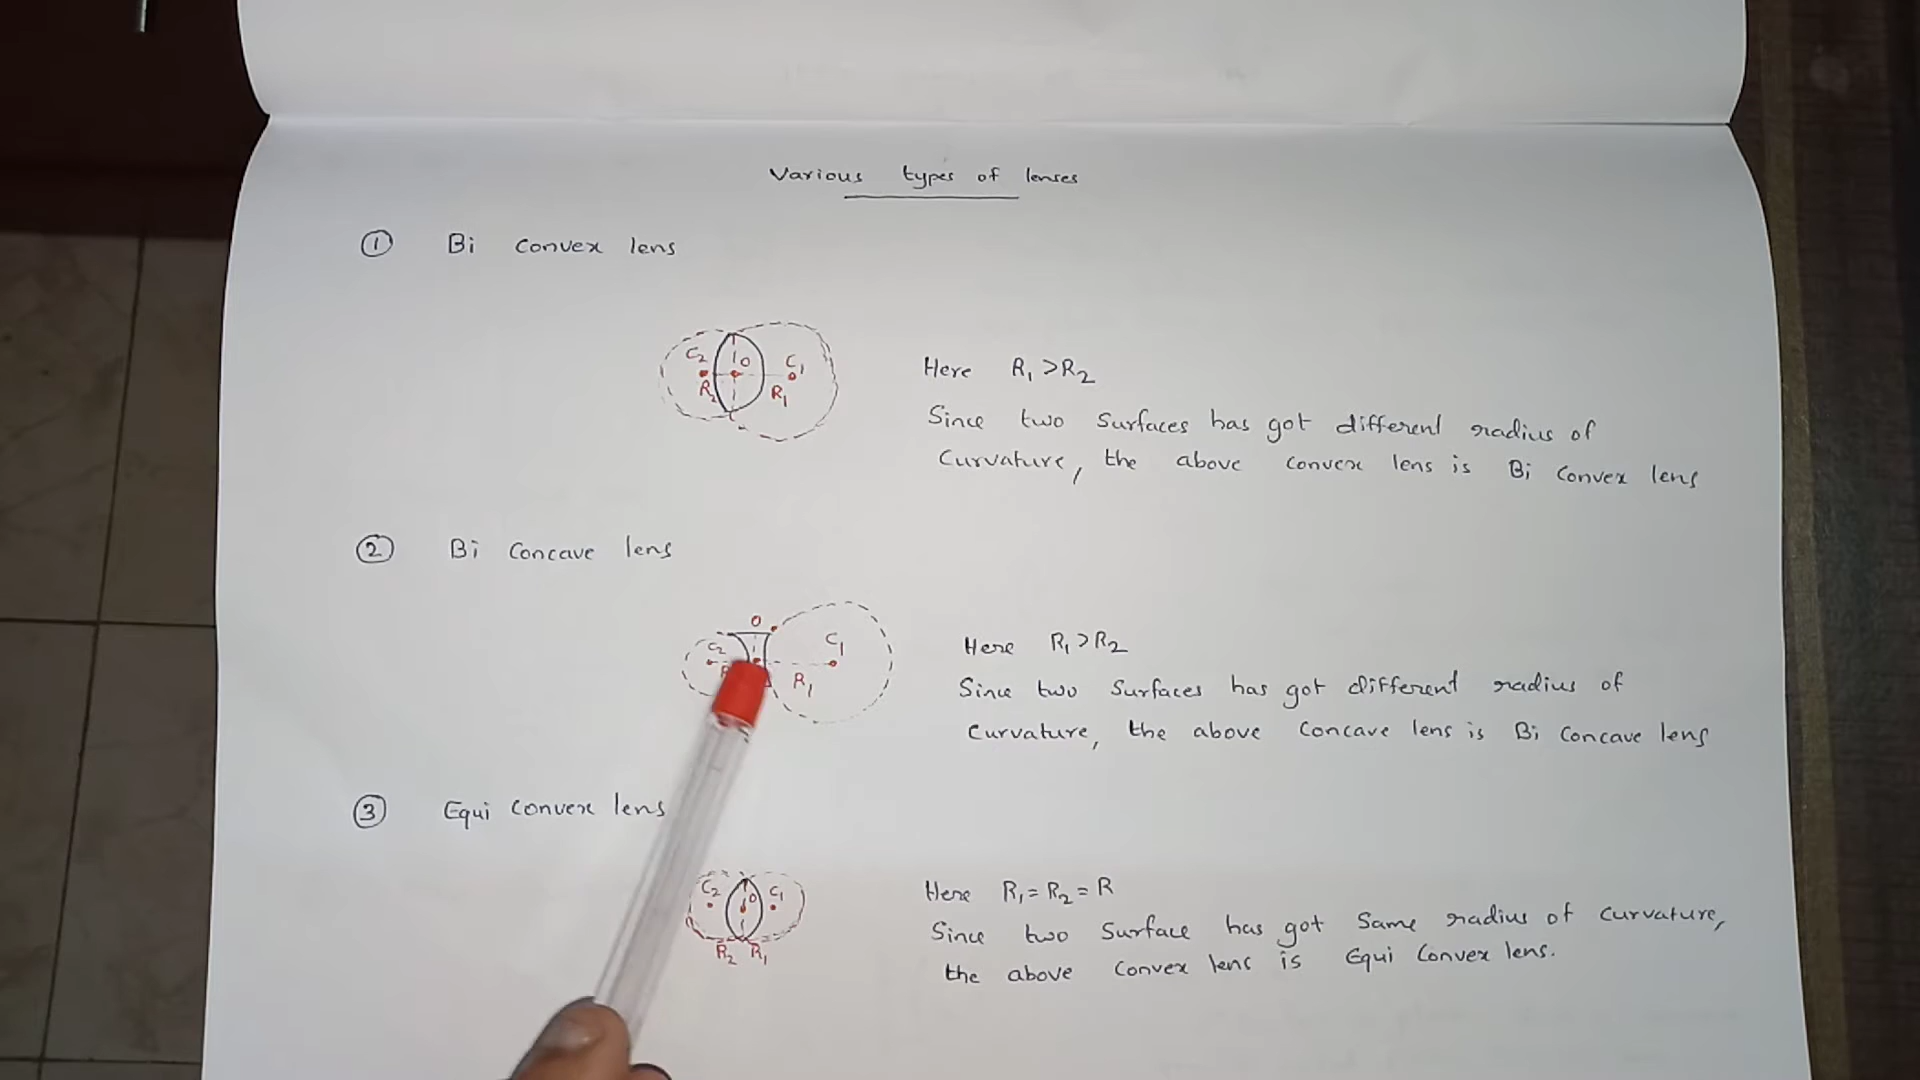 Various types of lenses
① Bi Convex lens
C2 O C1
R2 R1
Here R1 > R2
Since two Surfaces has got different radius of
Curvature, the above convex lens is Bi Convex lens
② Bi Concave lens
O
C2 C1
R1
Here R1 > R2
Since two Surfaces has got different radius of
Curvature, the above Concave lens is Bi Concave lens
③ Equi Convex lens
C2 O C1
R2 R1
Here R1 = R2 = R
Since two Surface has got Same radius of Curvature,
the above Convex lens is Equi Convex lens.